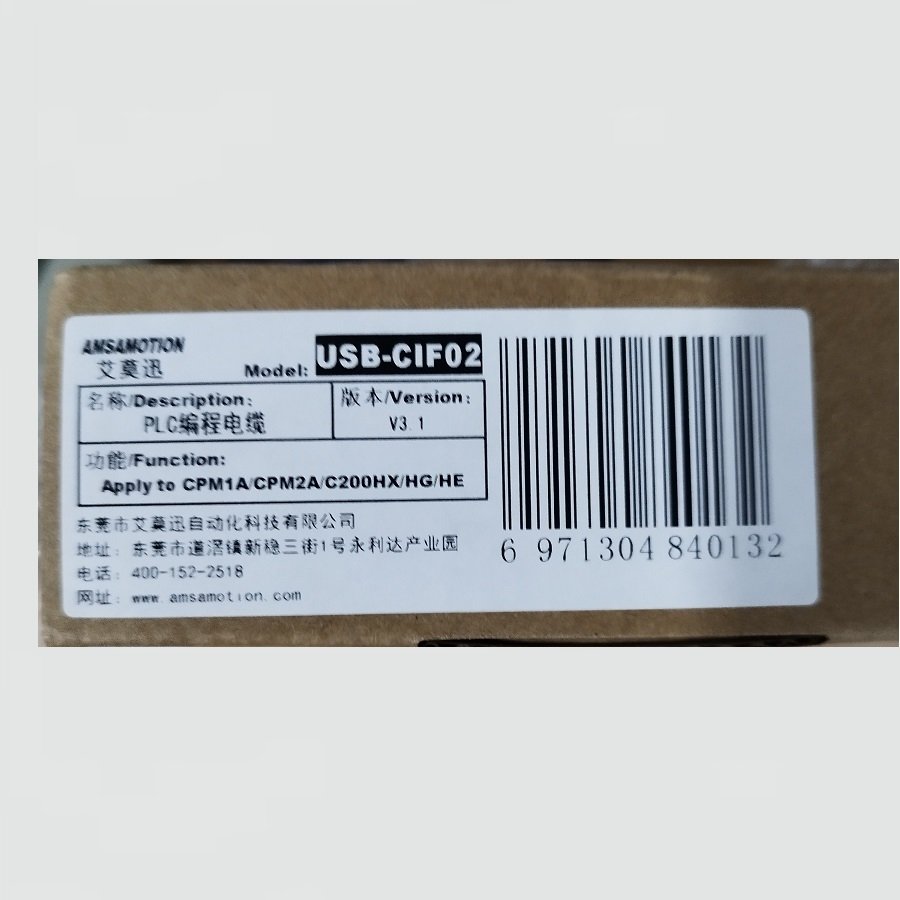 AMSAMOTION
艾莫迅
Model: USB-CIF02
名称/Description:
PLC编程电缆
版本/Version:
V3.1
功能/Function:
Apply to CPM1A/CPM2A/C200HX/HG/HE
东莞市艾莫迅自动化科技有限公司
地址: 东莞市道滘镇新稳三街1号永利达产业园
电话: 400-152-2518
网址: www.amsamotion.com
6 971304 840132